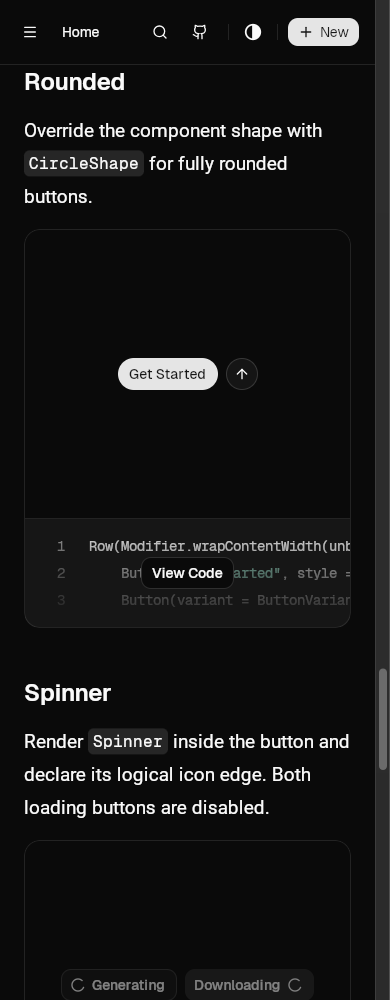 Home
New
Rounded
Override the component shape with
CircleShape for fully rounded
buttons.
Get Started
1 Row(Modifier.wrapContentWidth(unb
2 But arted", style =
View Code
3 Button(variant = ButtonVarian
Spinner
Render Spinner inside the button and
declare its logical icon edge. Both
loading buttons are disabled.
Generating
Downloading